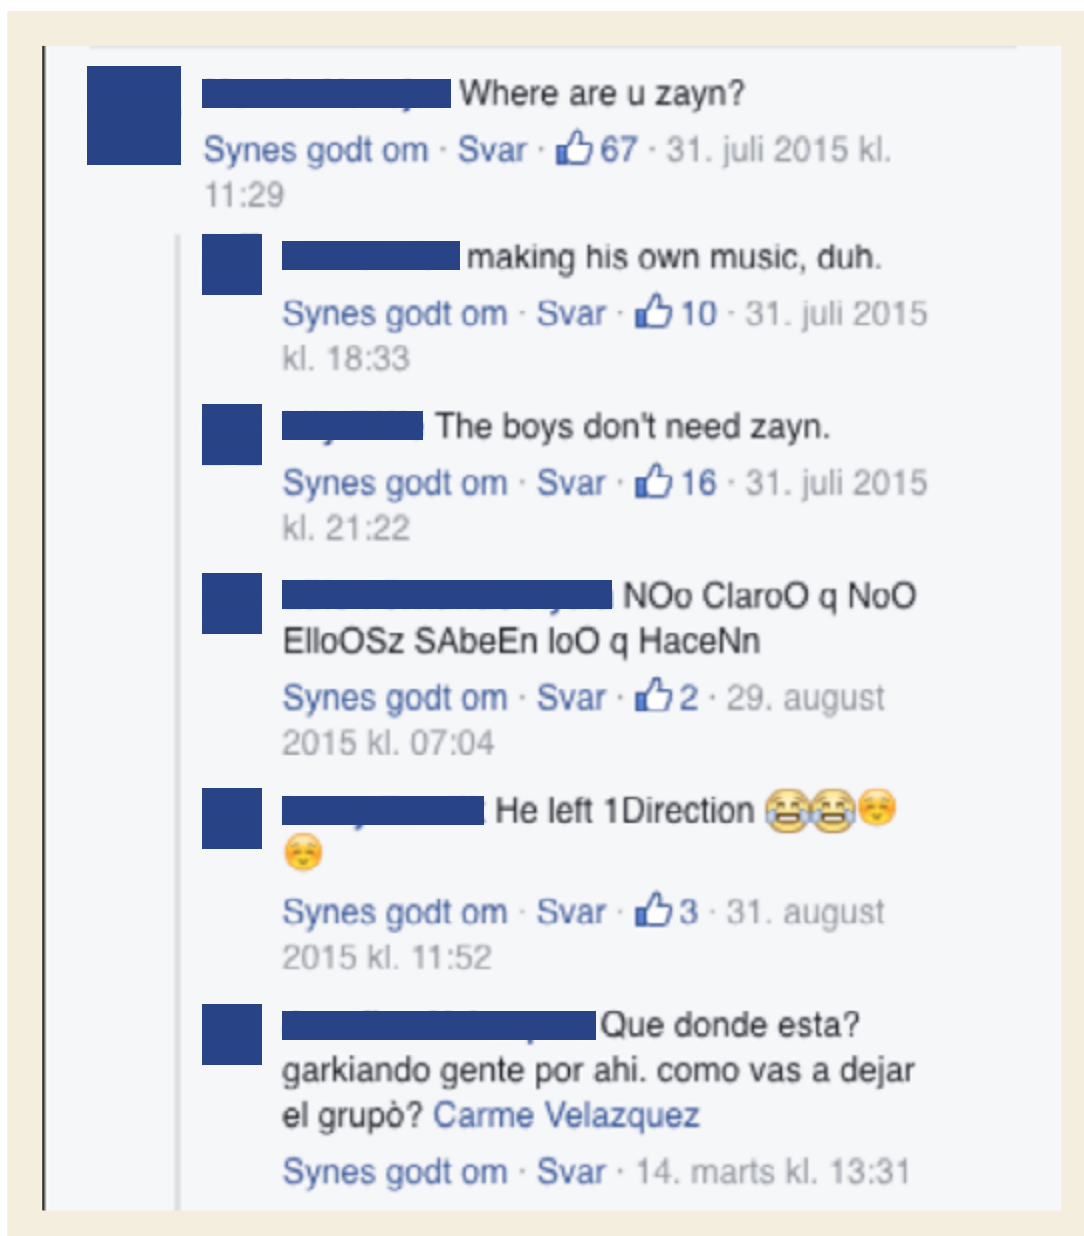 Where are u zayn?
Synes godt om · Svar · 67 · 31. juli 2015 kl.
11:29
making his own music, duh.
Synes godt om · Svar · 10 · 31. juli 2015
kl. 18:33
The boys don't need zayn.
Synes godt om · Svar · 16 · 31. juli 2015
kl. 21:22
NOo ClaroO q NoO
ElloOSz SAbeEn loO q HaceNn
Synes godt om · Svar · 2 · 29. august
2015 kl. 07:04
He left 1Direction 😂😂☺️
☺️
Synes godt om · Svar · 3 · 31. august
2015 kl. 11:52
Que donde esta?
garkiando gente por ahi. como vas a dejar
el grupò? Carme Velazquez
Synes godt om · Svar · 14. marts kl. 13:31